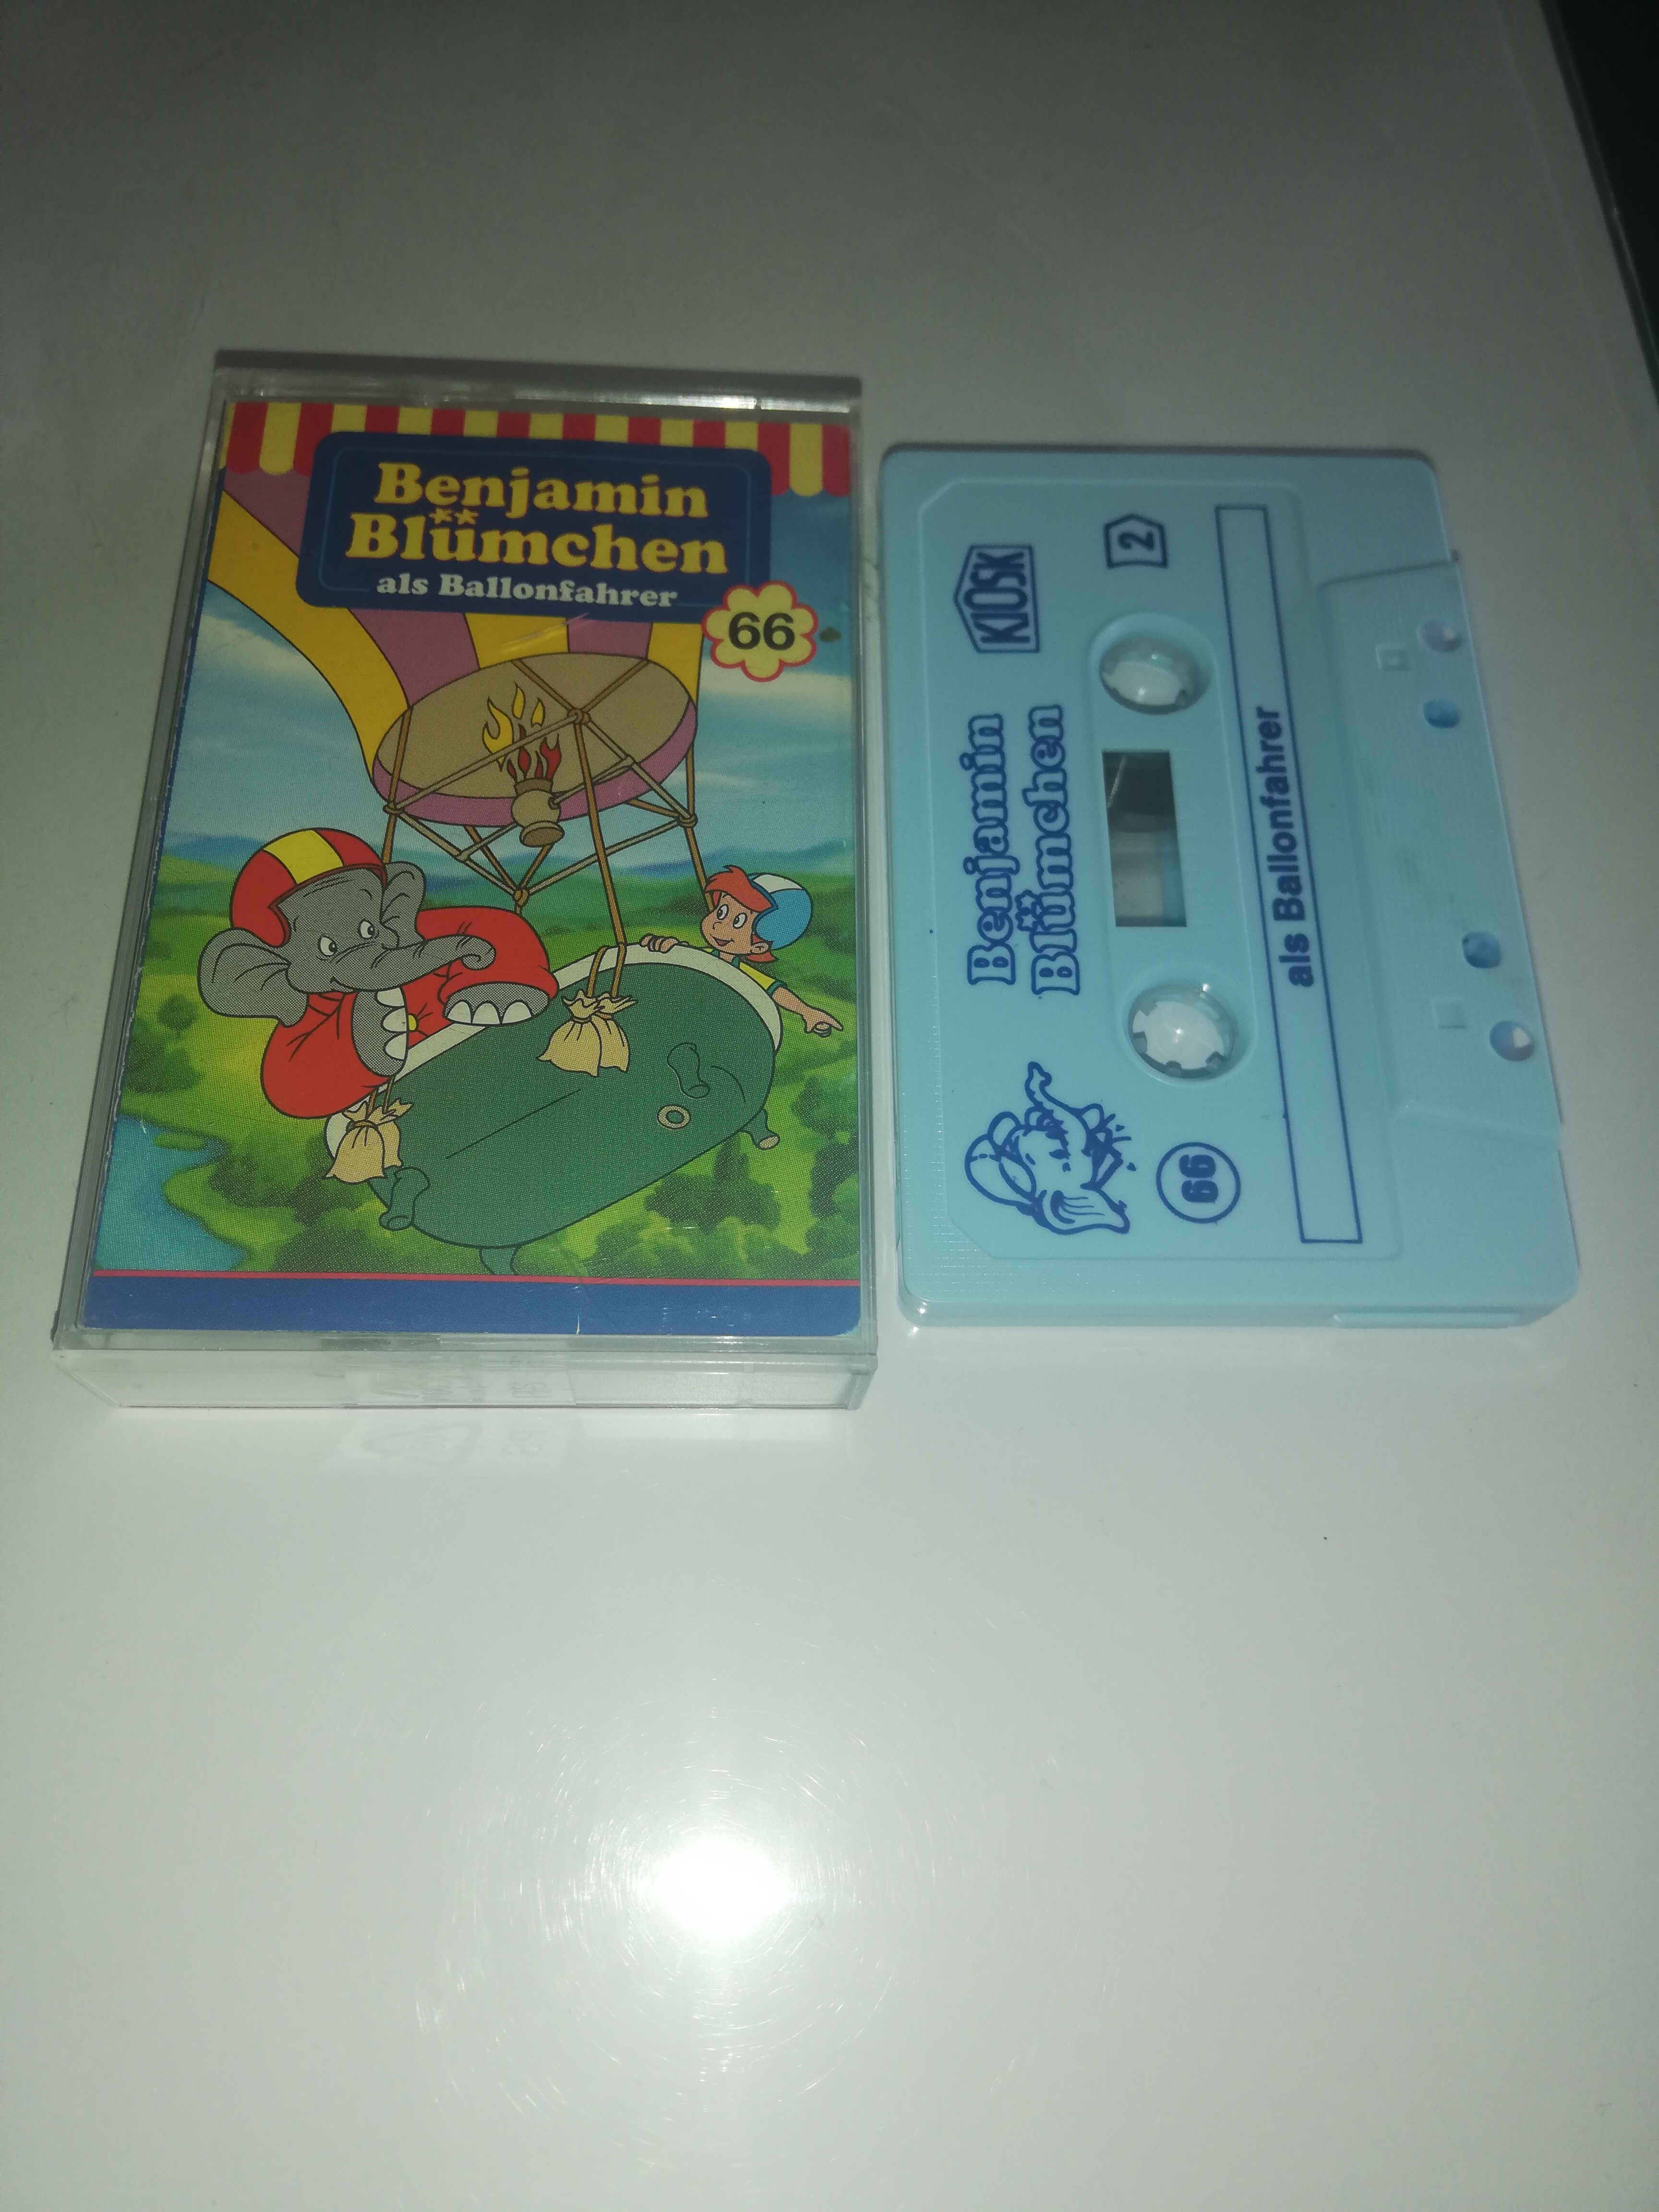 Benjamin
Blümchen
als Ballonfahrer
66
KIOSK
2
Benjamin
Blümchen
66
als Ballonfahrer